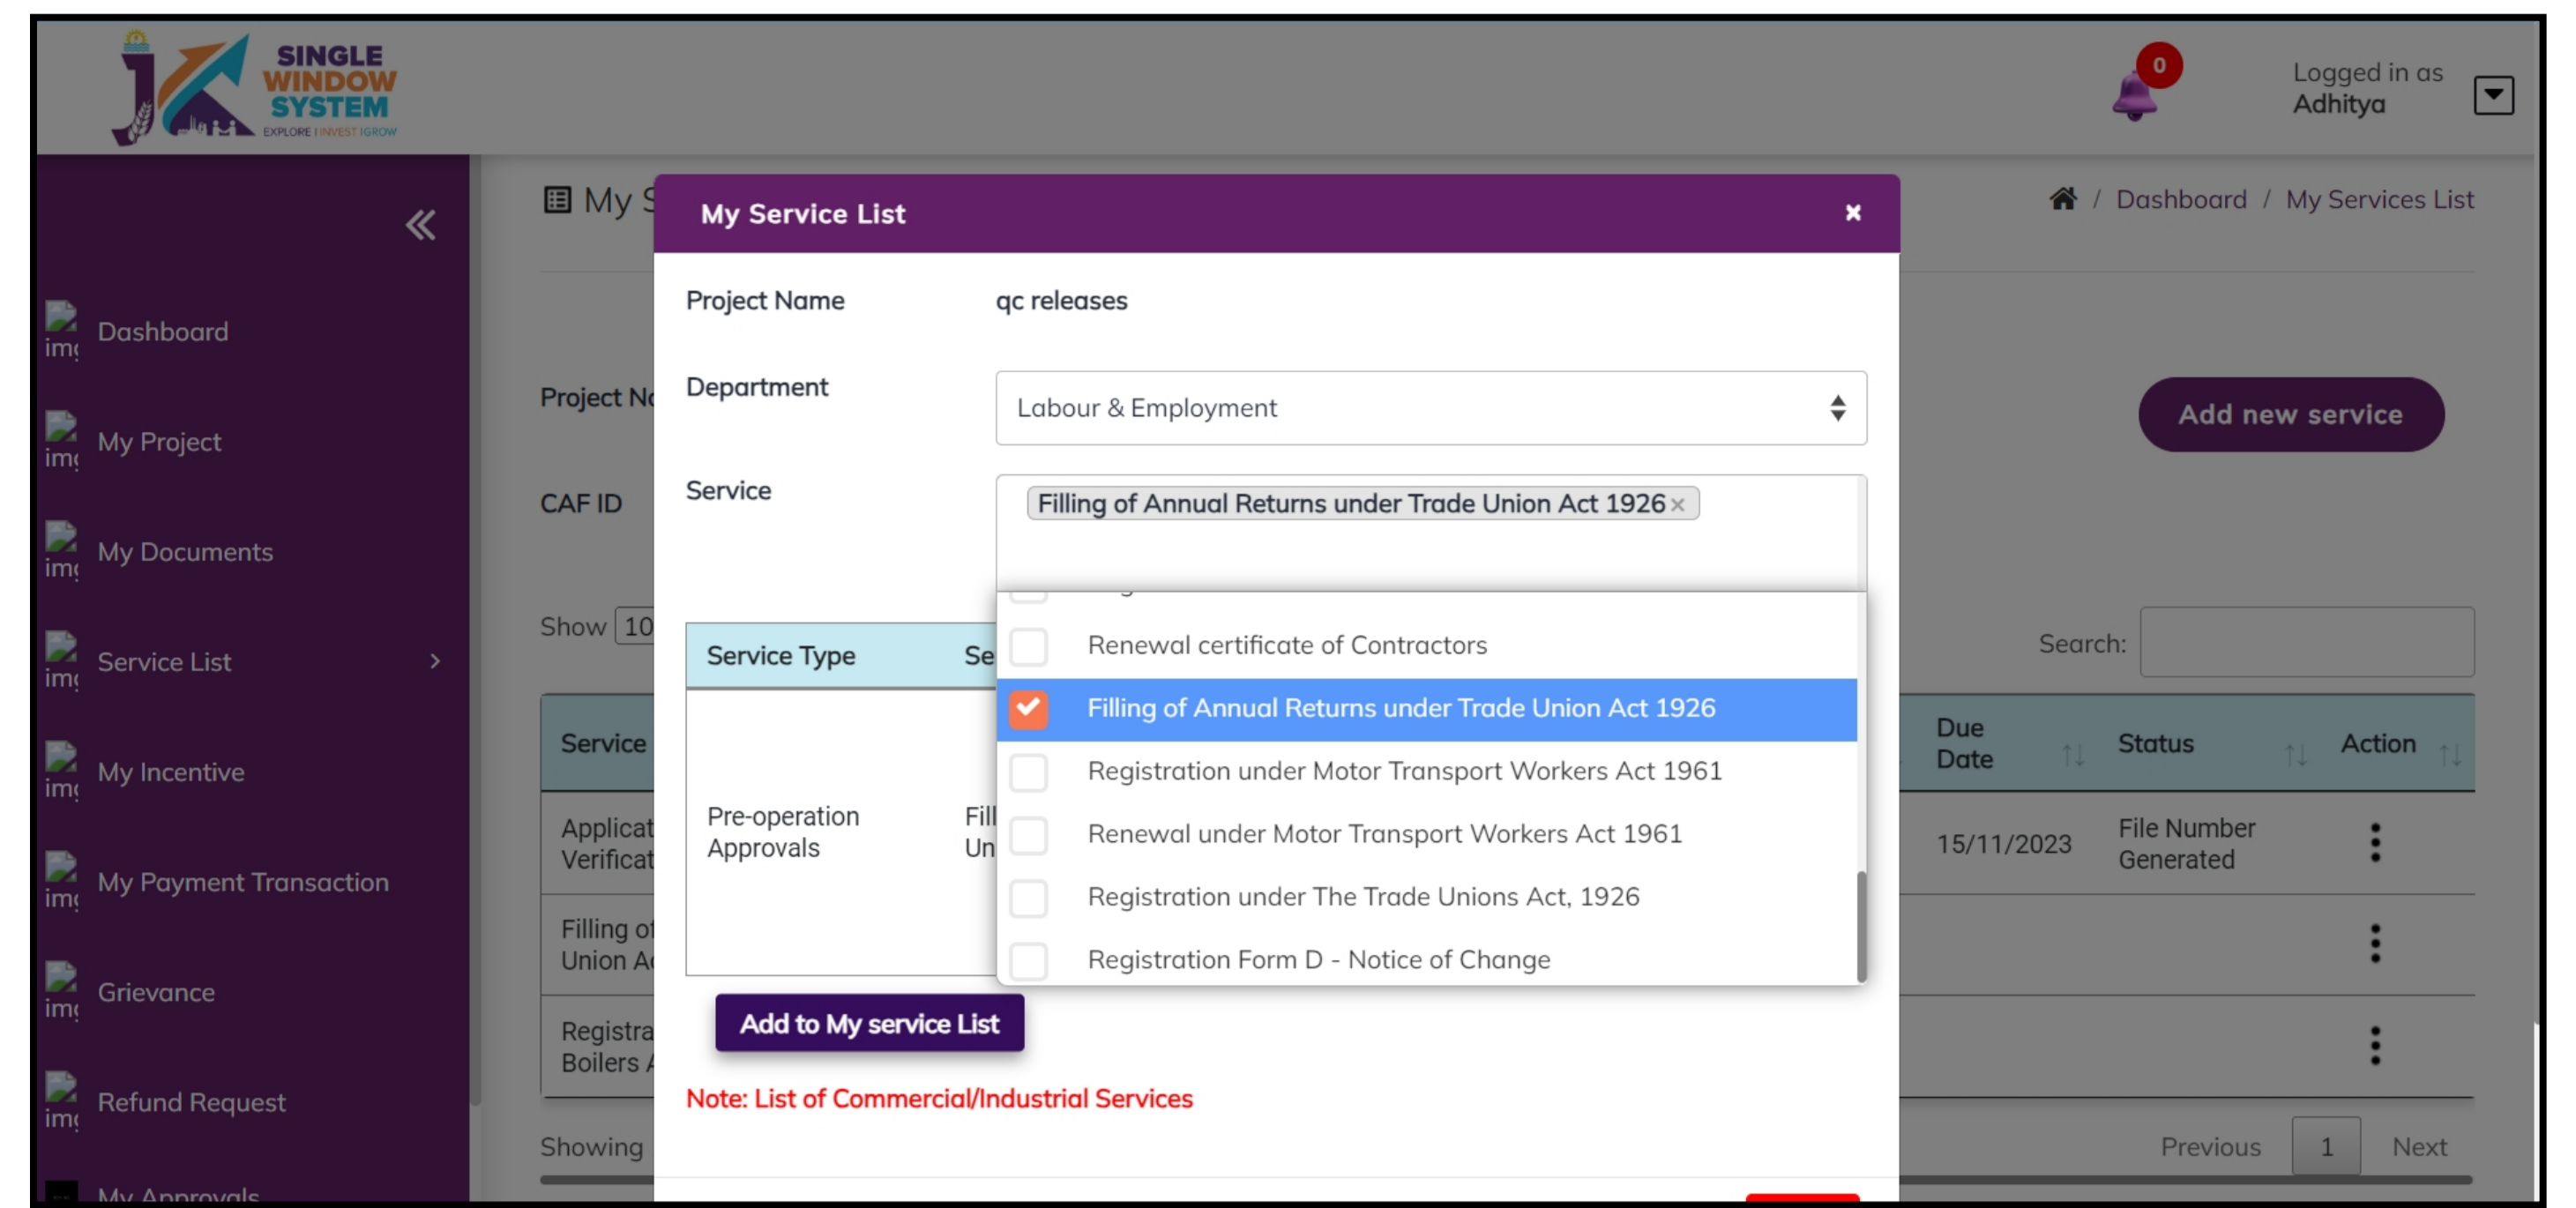 SINGLE
WINDOW
SYSTEM
EXPLORE I INVEST I GROW
0
Logged in as
Adhitya
Dashboard
My Project
My Documents
Service List
My Incentive
My Payment Transaction
Grievance
Refund Request
My Approvals
My
/ Dashboard / My Services List
Project
CAF ID
Add new service
Show 10
Search:
Service
Due
Date
Status
Action
15/11/2023
File Number
Generated
Filling
Union
Boilers
Showing
Previous 1 Next
My Service List
Project Name qc releases
Department Labour & Employment
Service Filling of Annual Returns under Trade Union Act 1926 ×
Service Type
Pre-operation
Approvals
Renewal certificate of Contractors
Filling of Annual Returns under Trade Union Act 1926
Registration under Motor Transport Workers Act 1961
Renewal under Motor Transport Workers Act 1961
Registration under The Trade Unions Act, 1926
Registration Form D - Notice of Change
Add to My service List
Note: List of Commercial/Industrial Services